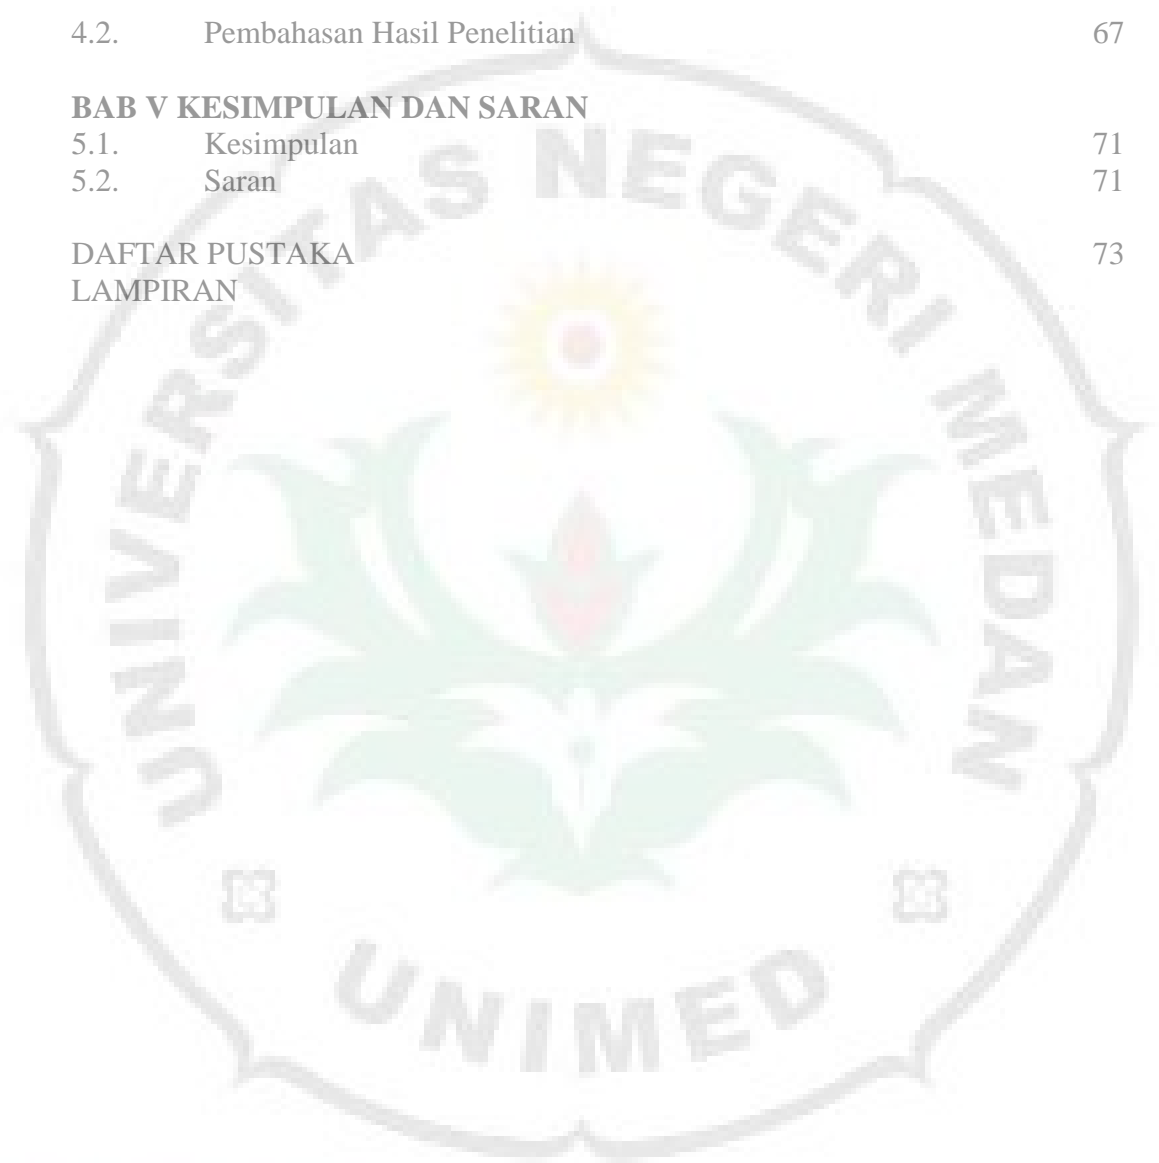 4.2. Pembahasan Hasil Penelitian 67
BAB V KESIMPULAN DAN SARAN
5.1. Kesimpulan 71
5.2. Saran 71
DAFTAR PUSTAKA 73
LAMPIRAN
UNIVERSITAS NEGERI MEDAN
UNIMED